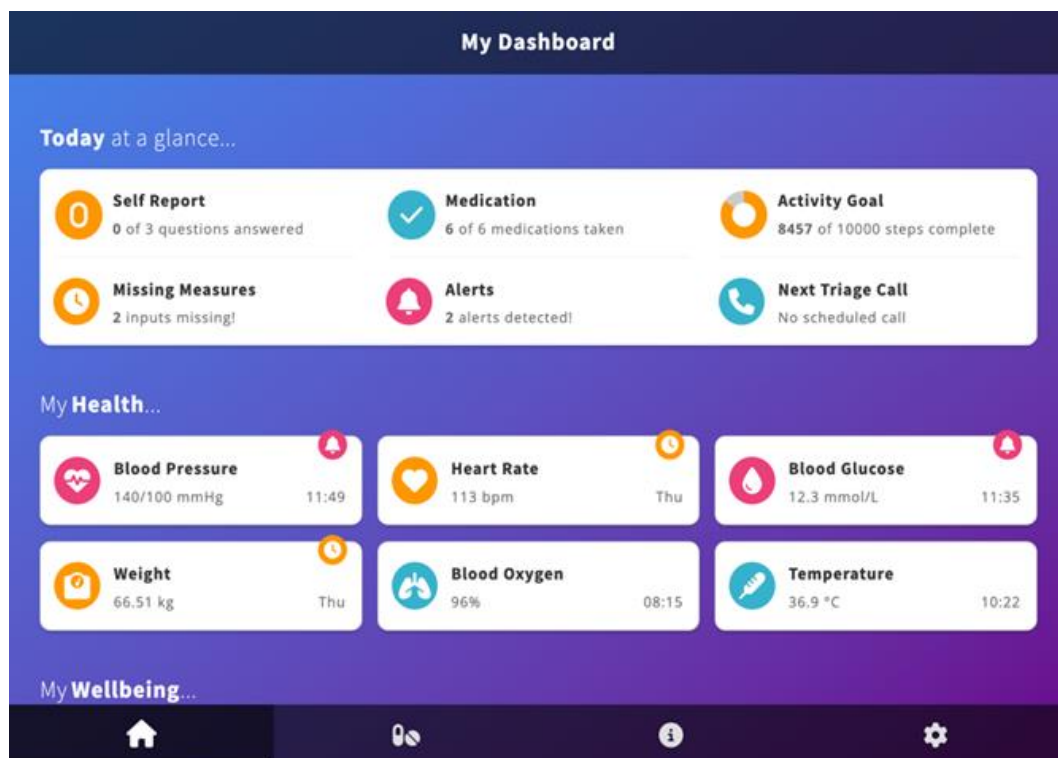 My Dashboard
Today at a glance...
Self Report
0 of 3 questions answered
Medication
6 of 6 medications taken
Activity Goal
8457 of 10000 steps complete
Missing Measures
2 inputs missing!
Alerts
2 alerts detected!
Next Triage Call
No scheduled call
My Health...
Blood Pressure
140/100 mmHg 11:49
Heart Rate
113 bpm Thu
Blood Glucose
12.3 mmol/L 11:35
Weight
66.51 kg Thu
Blood Oxygen
96% 08:15
Temperature
36.9 °C 10:22
My Wellbeing...